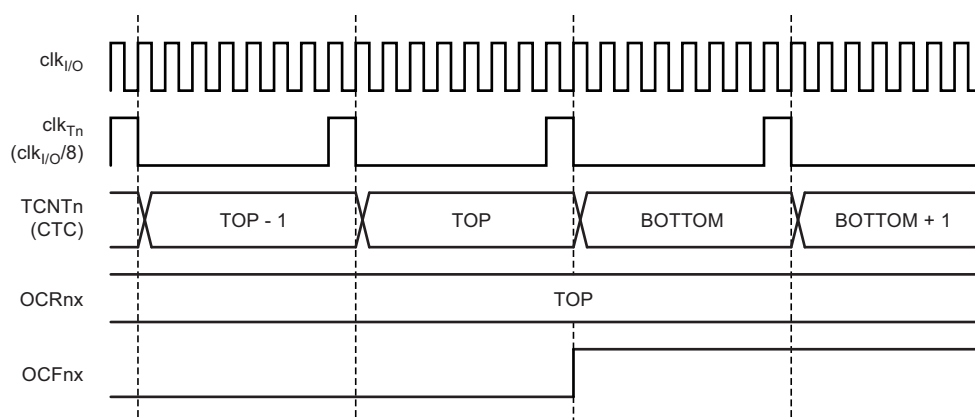 clkI/O
clkTn
(clkI/O/8)
TCNTn
(CTC)
TOP - 1
TOP
BOTTOM
BOTTOM + 1
OCRnx
TOP
OCFnx